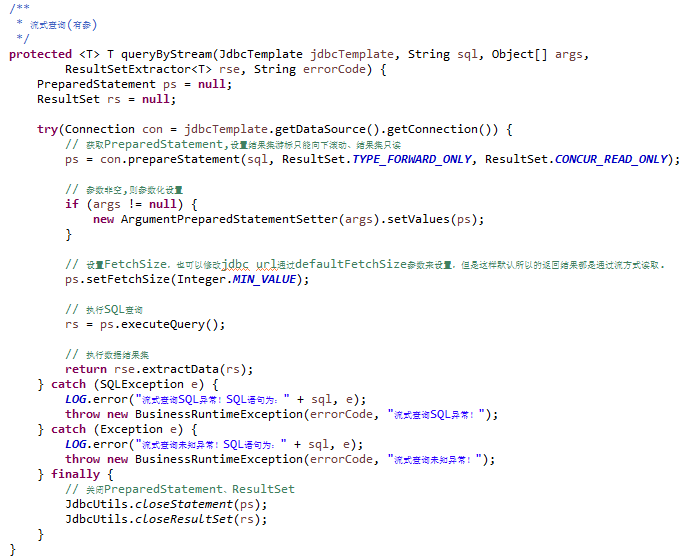 /**
 * 流式查询(有参)
 */
protected <T> T queryByStream(JdbcTemplate jdbcTemplate, String sql, Object[] args,
        ResultSetExtractor<T> rse, String errorCode) {
    PreparedStatement ps = null;
    ResultSet rs = null;

    try(Connection con = jdbcTemplate.getDataSource().getConnection()) {
        // 获取PreparedStatement,设置结果集游标只能向下滚动、结果集只读
        ps = con.prepareStatement(sql, ResultSet.TYPE_FORWARD_ONLY, ResultSet.CONCUR_READ_ONLY);

        // 参数非空,则参数化设置
        if (args != null) {
            new ArgumentPreparedStatementSetter(args).setValues(ps);
        }

        // 设置FetchSize，也可以修改jdbc url通过defaultFetchSize参数来设置，但是这样默认所以的返回结果都是通过流方式读取.
        ps.setFetchSize(Integer.MIN_VALUE);

        // 执行SQL查询
        rs = ps.executeQuery();

        // 执行数据结果集
        return rse.extractData(rs);
    } catch (SQLException e) {
        LOG.error("流式查询SQL异常！SQL语句为：" + sql, e);
        throw new BusinessRuntimeException(errorCode, "流式查询SQL异常！");
    } catch (Exception e) {
        LOG.error("流式查询未知异常！SQL语句为：" + sql, e);
        throw new BusinessRuntimeException(errorCode, "流式查询未知异常！");
    } finally {
        // 关闭PreparedStatement、ResultSet
        JdbcUtils.closeStatement(ps);
        JdbcUtils.closeResultSet(rs);
    }
}